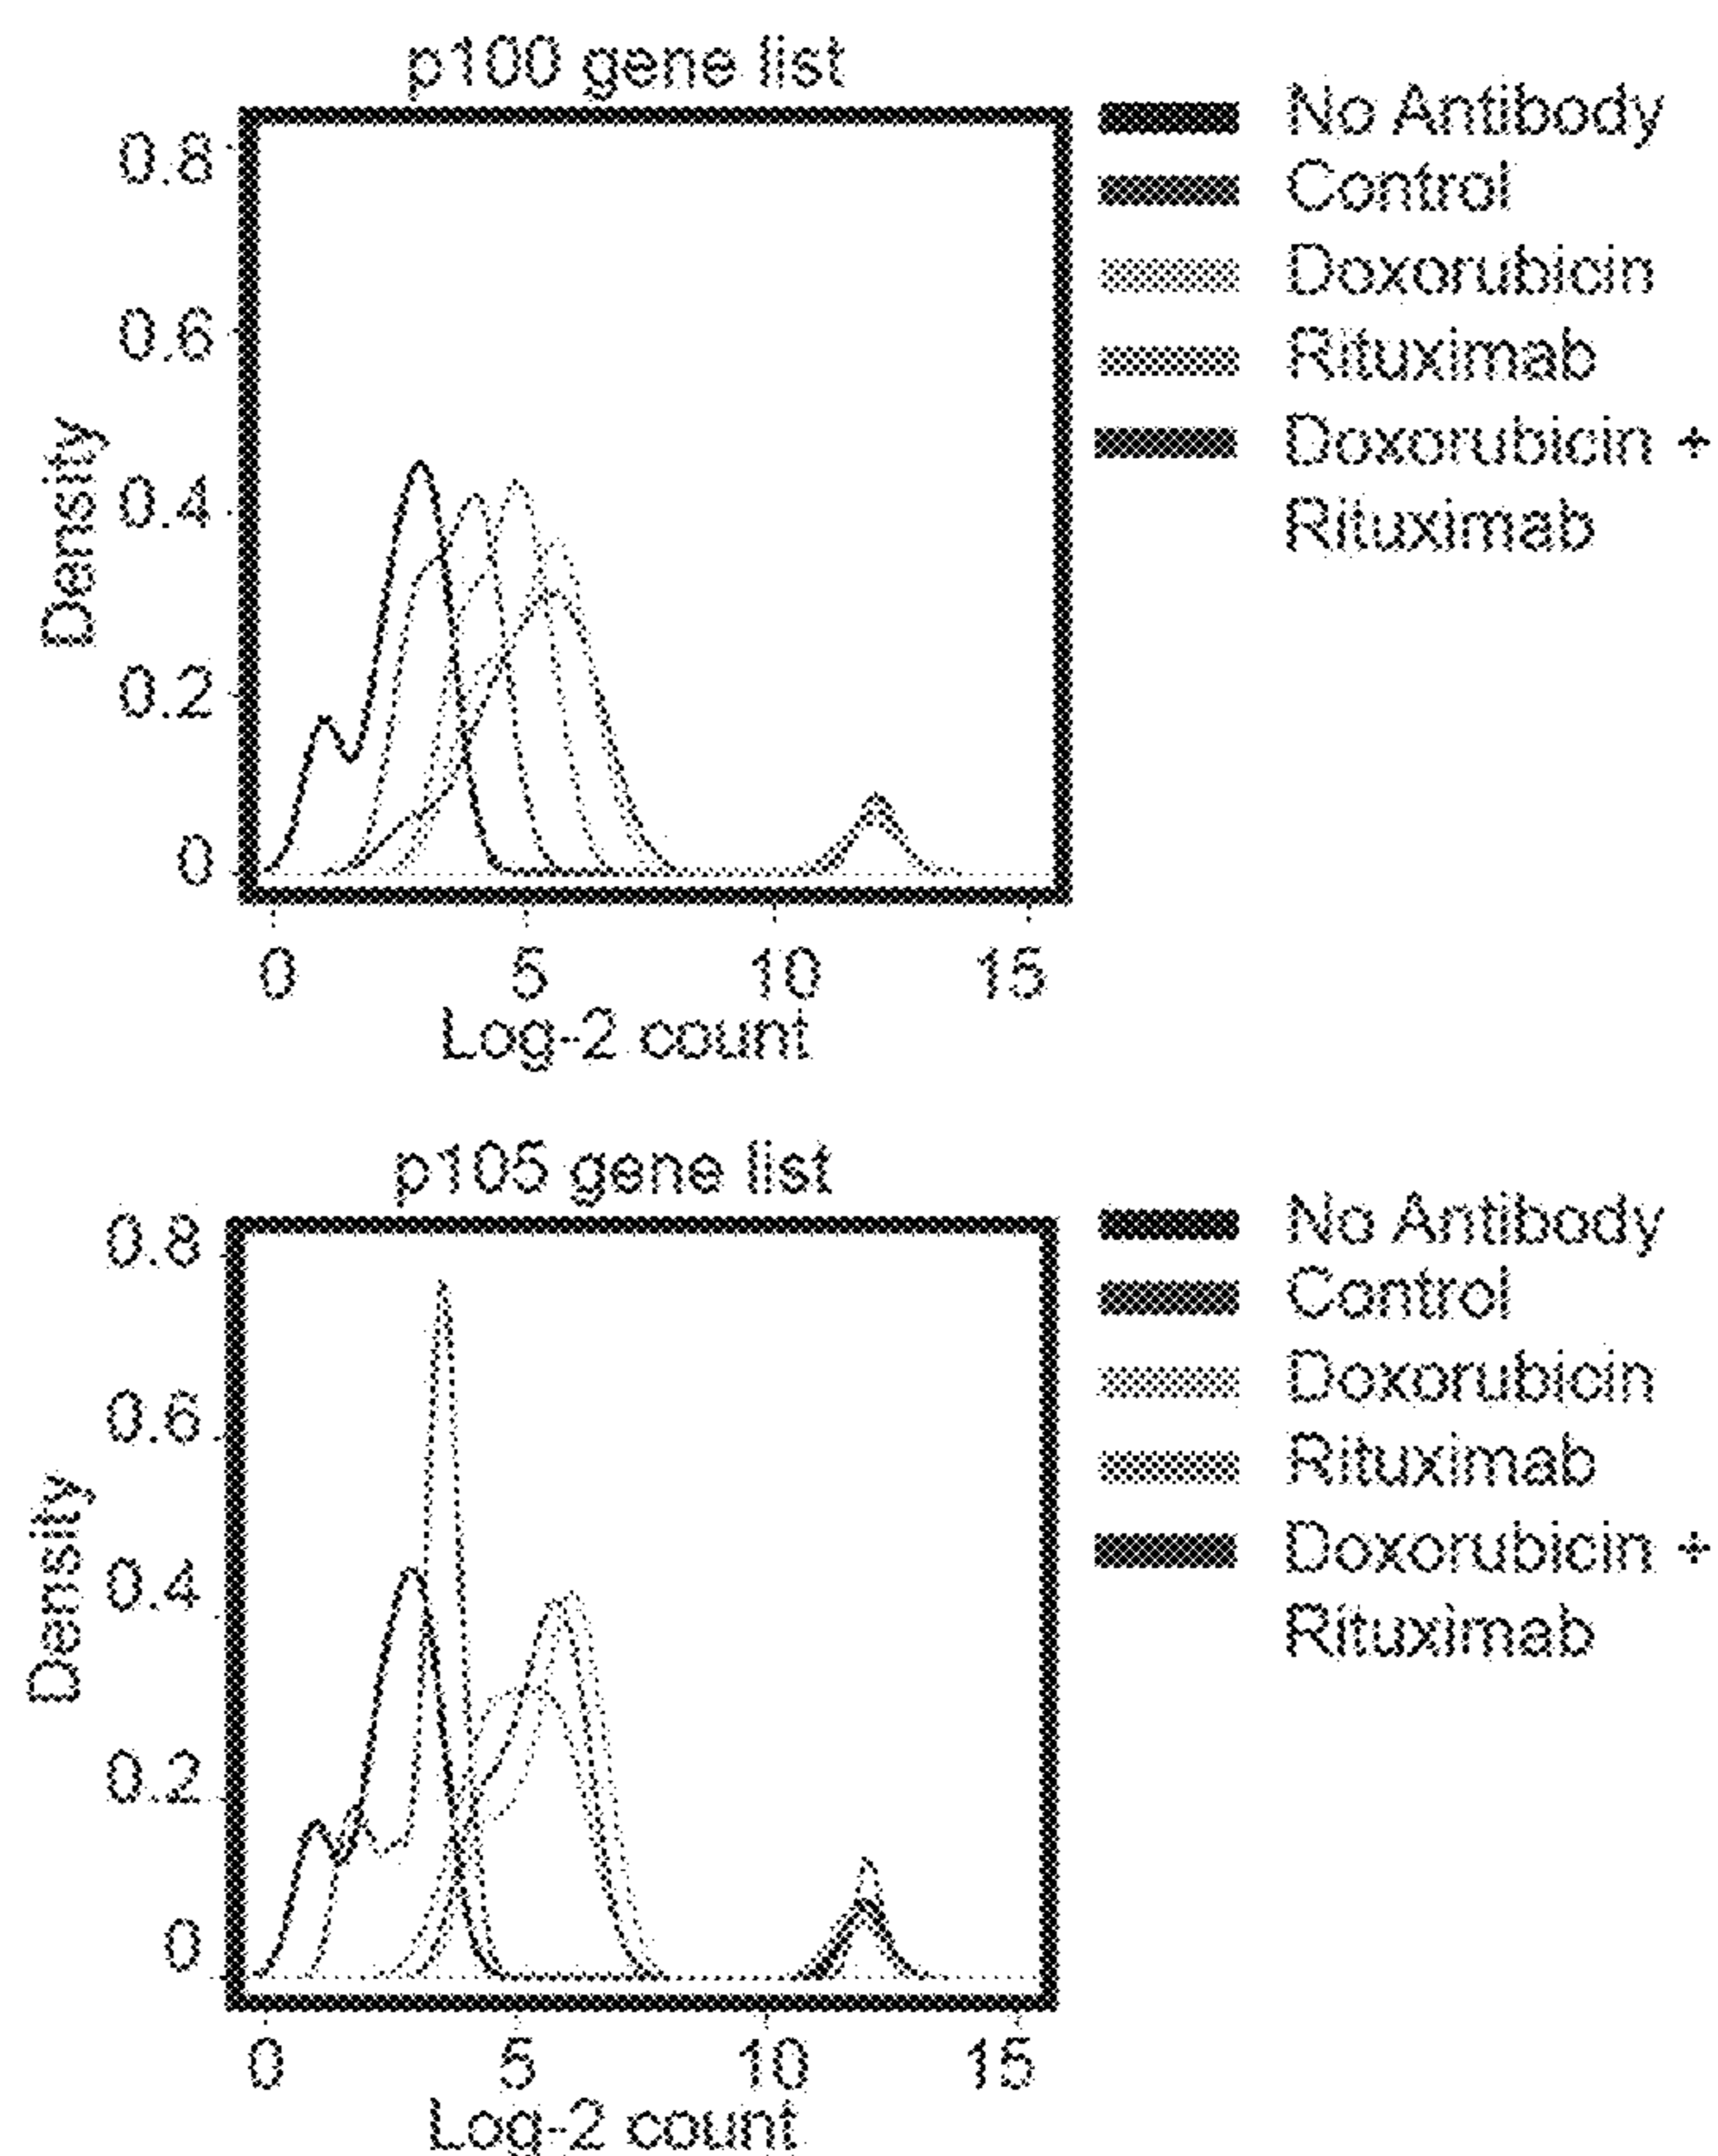 p100 gene list
0.8
0.6
0.4
0.2
0
Density
0
5
10
15
Log-2 count
No Antibody
Control
Doxorubicin
Rituximab
Doxorubicin +
Rituximab
p105 gene list
0.8
0.6
0.4
0.2
0
Density
0
5
10
15
Log-2 count
No Antibody
Control
Doxorubicin
Rituximab
Doxorubicin +
Rituximab